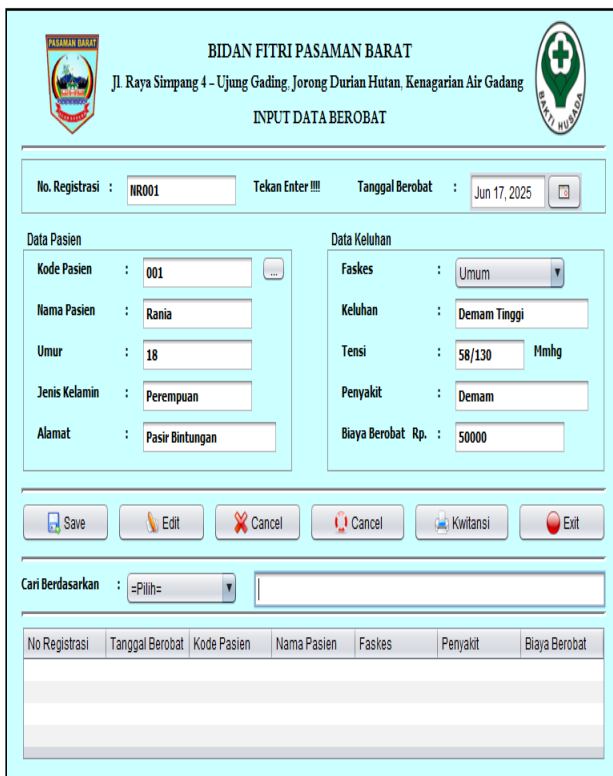 PASAMAN BARAT
BIDAN FITRI PASAMAN BARAT
Jl. Raya Simpang 4 – Ujung Gading, Jorong Durian Hutan, Kenagarian Air Gadang
INPUT DATA BEROBAT
BAKTI HUSADA
No. Registrasi : NR001 Tekan Enter !!!! Tanggal Berobat : Jun 17, 2025
Data Pasien
Kode Pasien : 001 ...
Nama Pasien : Rania
Umur : 18
Jenis Kelamin : Perempuan
Alamat : Pasir Bintungan
Data Keluhan
Faskes : Umum
Keluhan : Demam Tinggi
Tensi : 58/130 Mmhg
Penyakit : Demam
Biaya Berobat Rp. : 50000
Save Edit Cancel Cancel Kwitansi Exit
Cari Berdasarkan : =Pilih=
No Registrasi Tanggal Berobat Kode Pasien Nama Pasien Faskes Penyakit Biaya Berobat